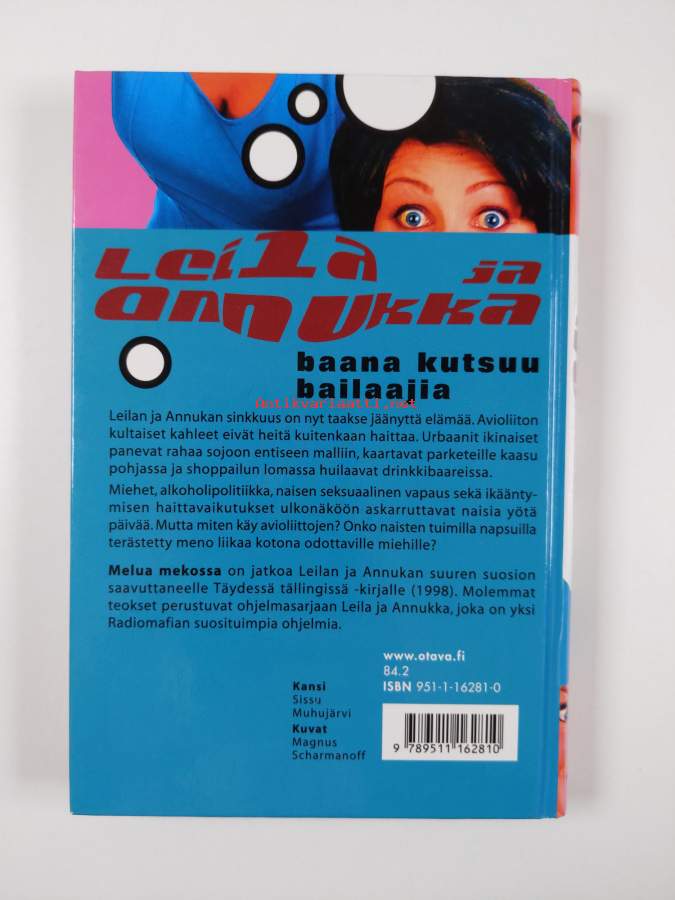 Leila ja
annukka
baana kutsuu
bailaajia
antikvariaatti.net
Leilan ja Annukan sinkkuus on nyt taakse jäänyttä elämää. Avioliiton
kultaiset kahleet eivät heitä kuitenkaan haittaa. Urbaanit ikinaiset
panevat rahaa sojoon entiseen malliin, kaartavat parketeille kaasu
pohjassa ja shoppailun lomassa huilaavat drinkkibaareissa.
Miehet, alkoholipolitiikka, naisen seksuaalinen vapaus sekä ikäänty-
misen haittavaikutukset ulkonäköön askarruttavat naisia yötä
päivää. Mutta miten käy avioliittojen? Onko naisten tuimilla napsuilla
terästetty meno liikaa kotona odottaville miehille?
Melua mekossa on jatkoa Leilan ja Annukan suuren suosion
saavuttaneelle Täydessä tällingissä -kirjalle (1998). Molemmat
teokset perustuvat ohjelmasarjaan Leila ja Annukka, joka on yksi
Radiomafian suosituimpia ohjelmia.
www.otava.fi
84.2
ISBN 951-1-16281-0
Kansi
Sissu
Muhujärvi
Kuvat
Magnus
Scharmanoff
9 789511 162810